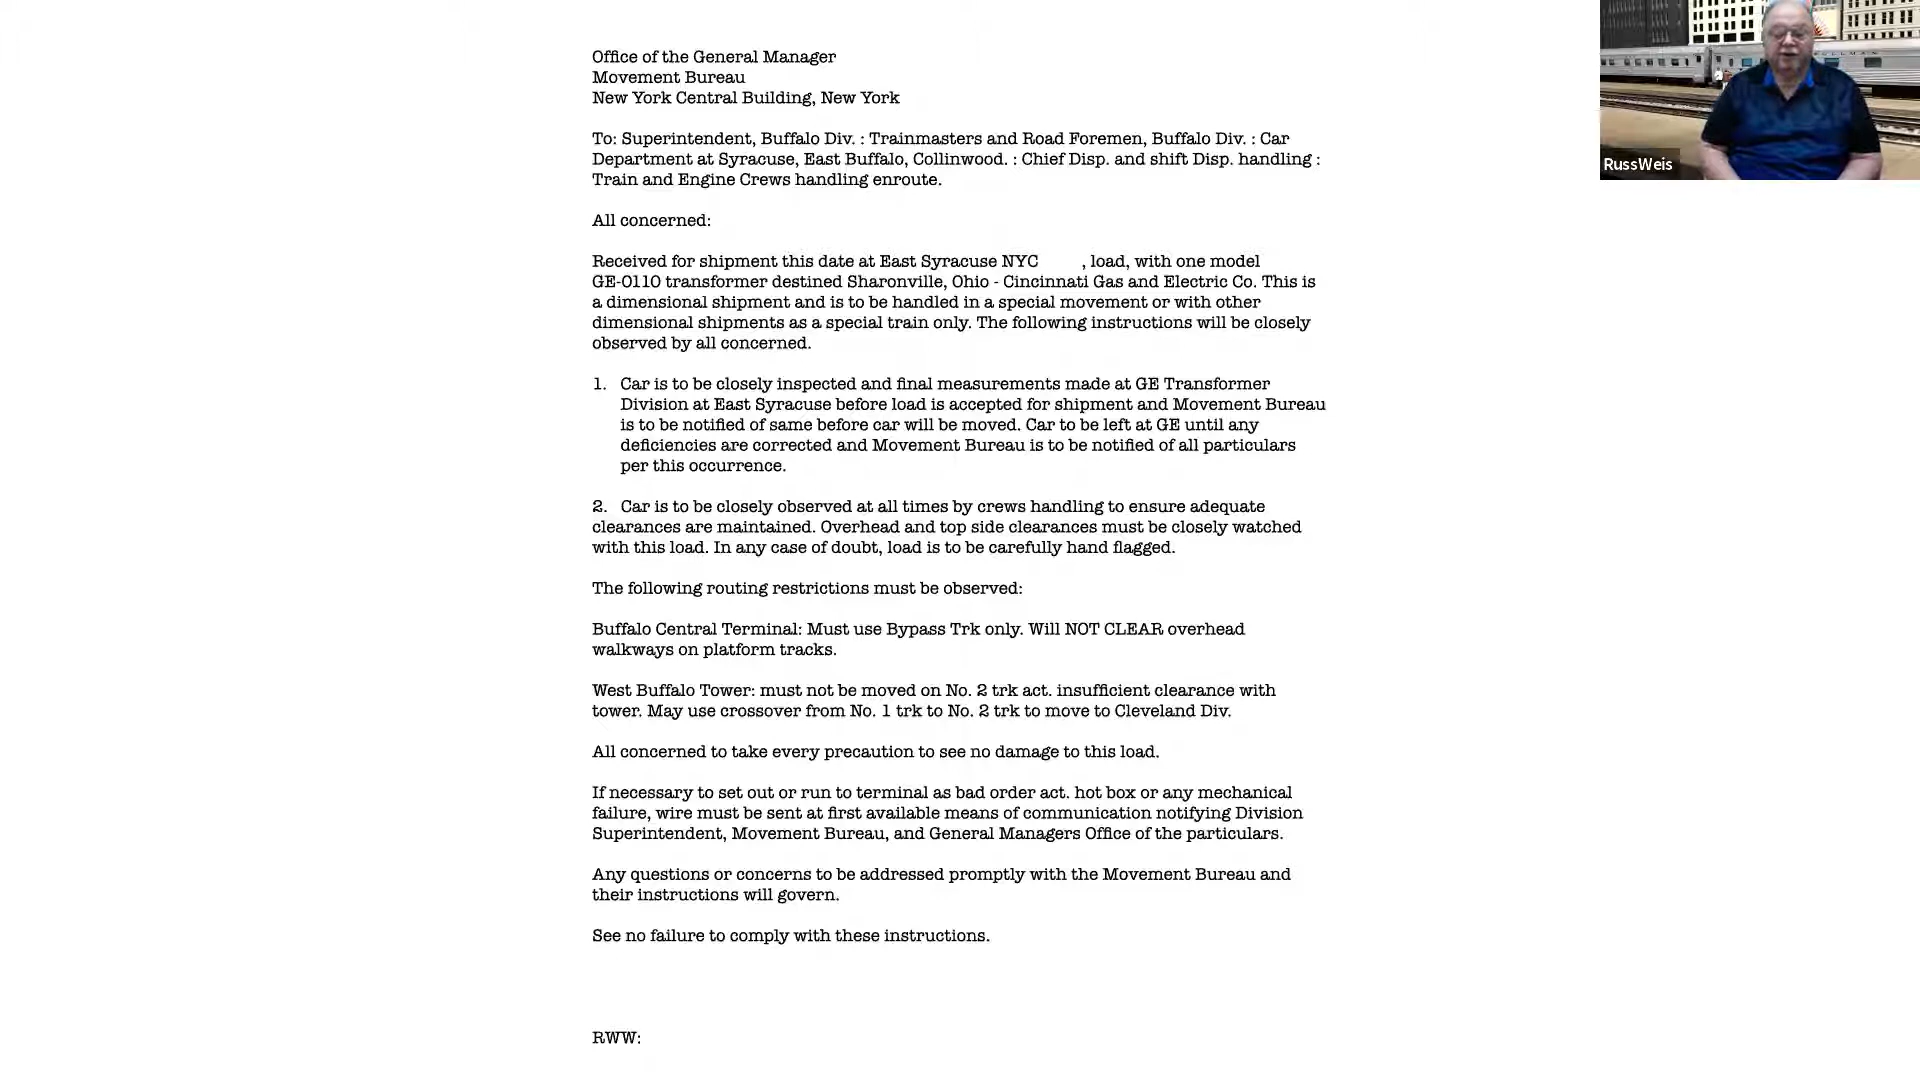 Office of the General Manager
Movement Bureau
New York Central Building, New York
To: Superintendent, Buffalo Div. : Trainmasters and Road Foremen, Buffalo Div. : Car
Department at Syracuse, East Buffalo, Collinwood. : Chief Disp. and shift Disp. handling :
Train and Engine Crews handling enroute.
All concerned:
Received for shipment this date at East Syracuse NYC , load, with one model
GE-0110 transformer destined Sharonville, Ohio - Cincinnati Gas and Electric Co. This is
a dimensional shipment and is to be handled in a special movement or with other
dimensional shipments as a special train only. The following instructions will be closely
observed by all concerned.
1. Car is to be closely inspected and final measurements made at GE Transformer
Division at East Syracuse before load is accepted for shipment and Movement Bureau
is to be notified of same before car will be moved. Car to be left at GE until any
deficiencies are corrected and Movement Bureau is to be notified of all particulars
per this occurrence.
2. Car is to be closely observed at all times by crews handling to ensure adequate
clearances are maintained. Overhead and top side clearances must be closely watched
with this load. In any case of doubt, load is to be carefully hand flagged.
The following routing restrictions must be observed:
Buffalo Central Terminal: Must use Bypass Trk only. Will NOT CLEAR overhead
walkways on platform tracks.
West Buffalo Tower: must not be moved on No. 2 trk act. insufficient clearance with
tower. May use crossover from No. 1 trk to No. 2 trk to move to Cleveland Div.
All concerned to take every precaution to see no damage to this load.
If necessary to set out or run to terminal as bad order act. hot box or any mechanical
failure, wire must be sent at first available means of communication notifying Division
Superintendent, Movement Bureau, and General Managers Office of the particulars.
Any questions or concerns to be addressed promptly with the Movement Bureau and
their instructions will govern.
See no failure to comply with these instructions.
RWW:
RussWeis